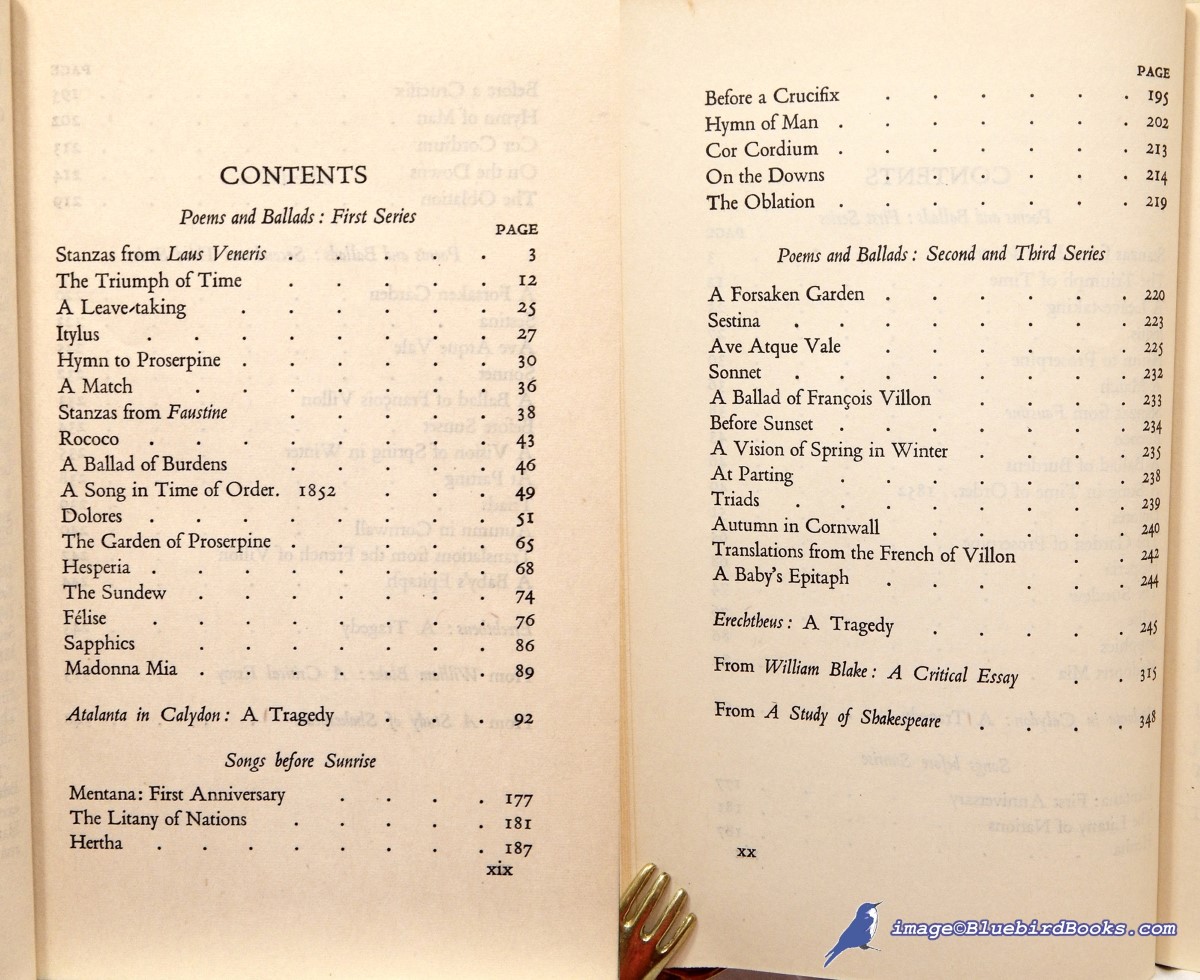 CONTENTS
Poems and Ballads: First Series
PAGE
Stanzas from Laus Veneris . . . . . 3
The Triumph of Time . . . . . 12
A Leave-taking . . . . . . 25
Itylus . . . . . . . . 27
Hymn to Proserpine . . . . . . 30
A Match . . . . . . . 36
Stanzas from Faustine . . . . . 38
Rococo . . . . . . . . 43
A Ballad of Burdens . . . . . 46
A Song in Time of Order. 1852 . . . 49
Dolores . . . . . . . . 51
The Garden of Proserpine . . . . . 65
Hesperia . . . . . . . . 68
The Sundew . . . . . . . 74
Félise . . . . . . . . 76
Sapphics . . . . . . . 86
Madonna Mia . . . . . . . 89
Atalanta in Calydon: A Tragedy . . . 92
Songs before Sunrise
Mentana: First Anniversary . . . . 177
The Litany of Nations . . . . . 181
Hertha . . . . . . . . 187
xix
PAGE
Before a Crucifix . . . . . . 195
Hymn of Man . . . . . . . 202
Cor Cordium . . . . . . . 213
On the Downs . . . . . . 214
The Oblation . . . . . . . 219
Poems and Ballads: Second and Third Series
A Forsaken Garden . . . . . . 220
Sestina . . . . . . . . 223
Ave Atque Vale . . . . . . 225
Sonnet . . . . . . . . 232
A Ballad of François Villon . . . . . 233
Before Sunset . . . . . . . 234
A Vision of Spring in Winter . . . . 235
At Parting . . . . . . . 238
Triads . . . . . . . . 239
Autumn in Cornwall . . . . . 240
Translations from the French of Villon . . 242
A Baby's Epitaph . . . . . . 244
Erechtheus: A Tragedy . . . . . 245
From William Blake: A Critical Essay . . 315
From A Study of Shakespeare . . . . 348
xx
image©BluebirdBooks.com